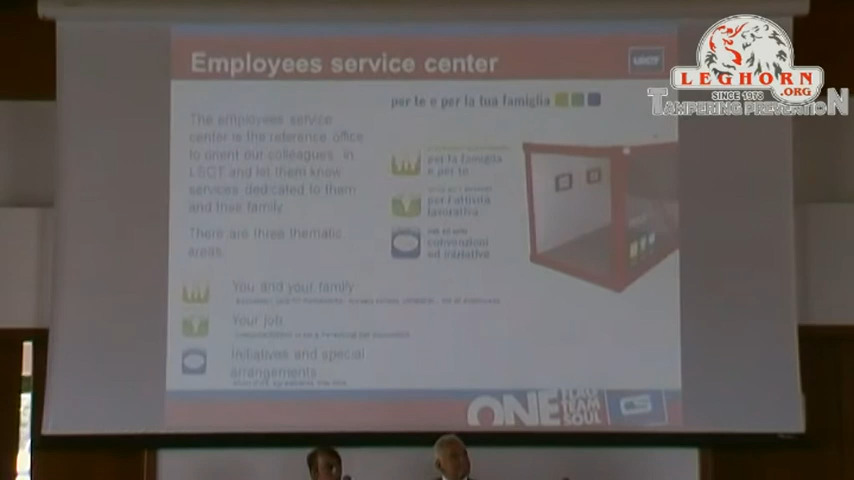 Employees service center
LSCT
LEGHORN
.ORG
SINCE 1978
TAMPERING PREVENTION
per te e per la tua famiglia
The employees service
center is the reference office
to orient our colleagues in
LSCT and let them know
services dedicated to them
and their family
There are three thematic
areas
per la famiglia
e per te
per l'attività
lavorativa
convenzioni
ed iniziative
You and your family
Your job
Initiatives and special
arrangements
ONE
FLAG
TEAM
SOUL
CS